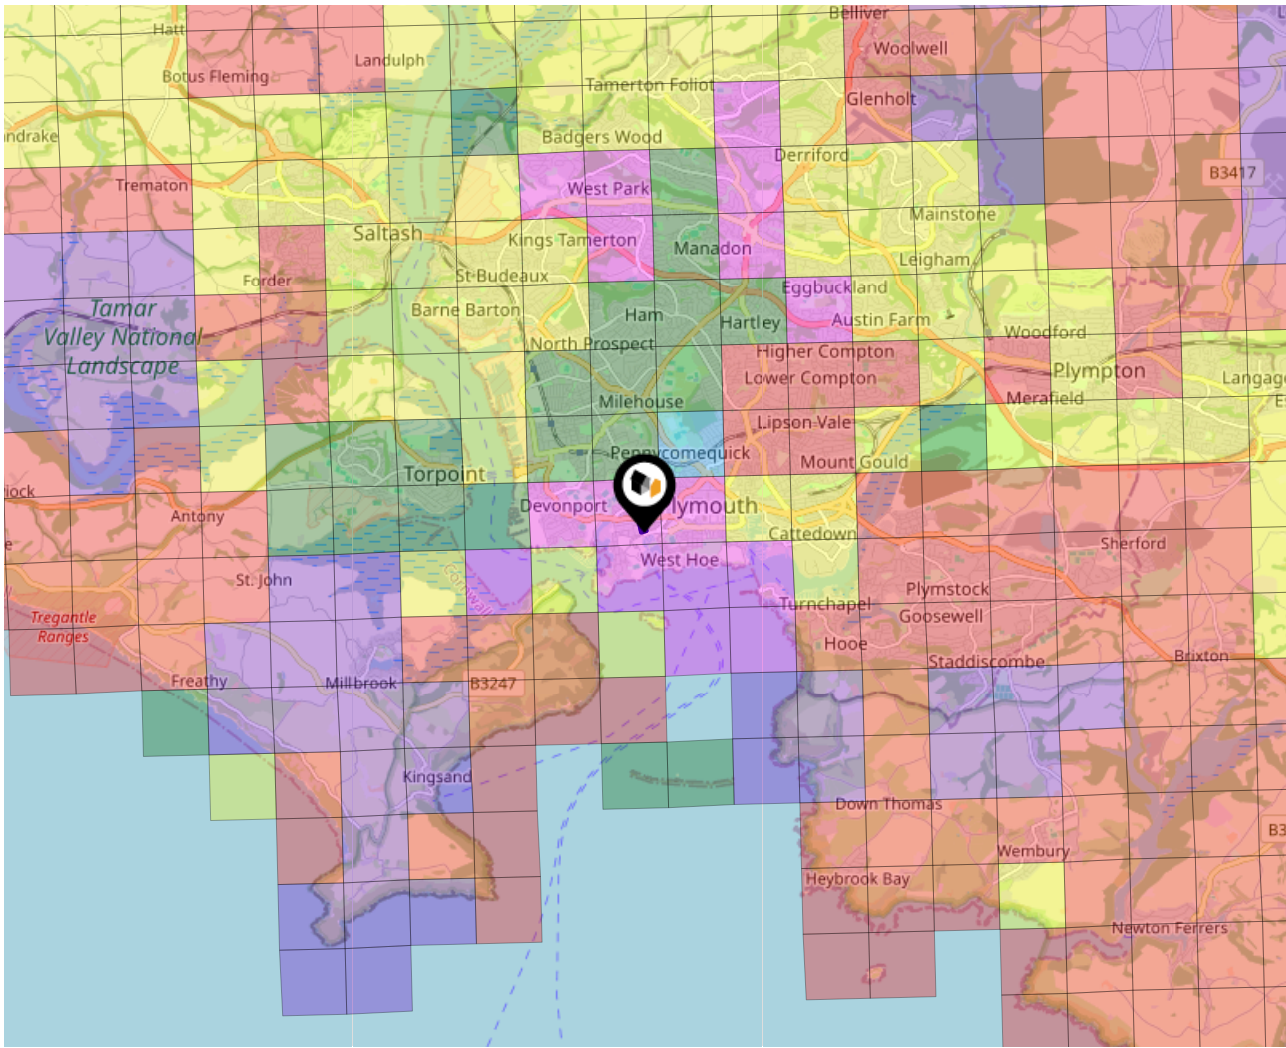 Belliver
Hatt
Woolwell
Landulph
Botus Fleming
Tamerton Foliot
Glenholt
Badgers Wood
Derriford
B3417
Trematon
West Park
Mainstone
Saltash
Kings Tamerton
Manadon
Leigham
St Budeaux
Forder
Eggbuckland
Tamar
Valley National
Landscape
Barne Barton
Ham
Hartley
Austin Farm
Woodford
North Prospect
Higher Compton
Plympton
Lower Compton
Langage
Milehouse
Merafield
Lipson Vale
Pennycomequick
Mount Gould
Torpoint
Devonport
lymouth
Antony
Cattedown
Sherford
West Hoe
St. John
Cornwall
Plymstock
Turnchapel
Goosewell
Tregantle
Ranges
Hooe
Staddiscombe
Brixton
Freathy
Millbrook
B3247
Kingsand
Down Thomas
B3
Wembury
Heybrook Bay
Newton Ferrers